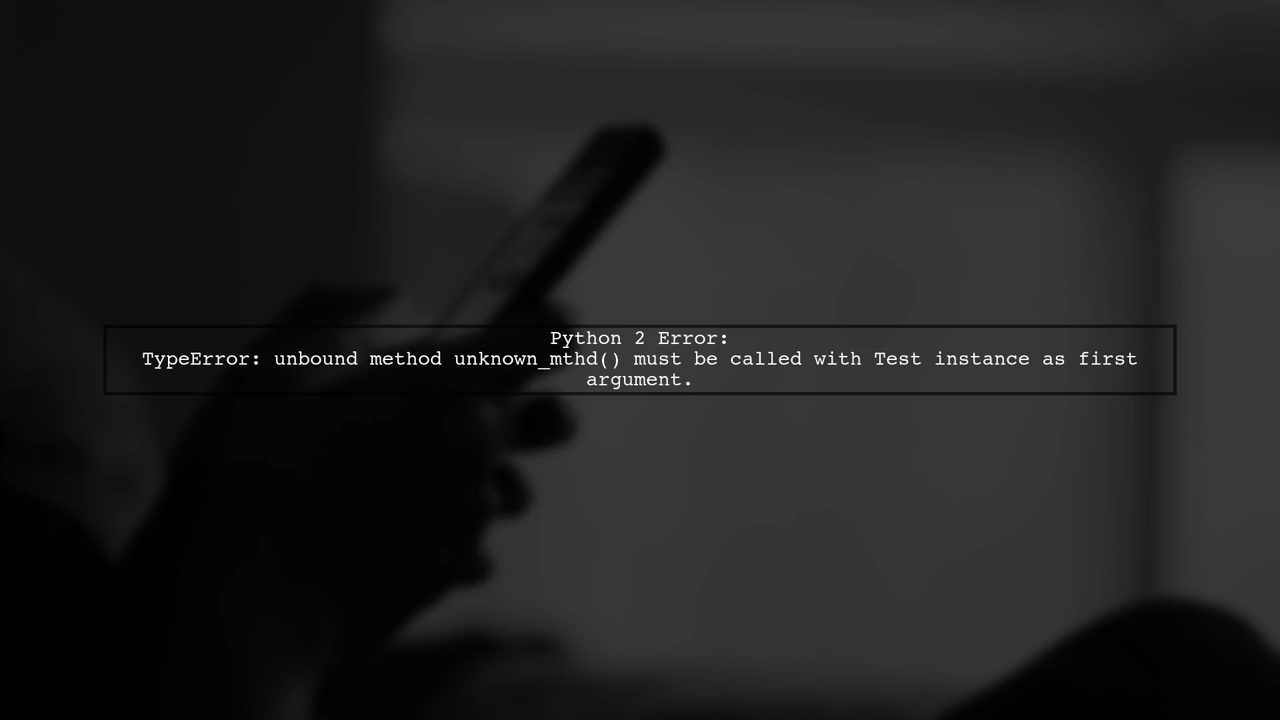 Python 2 Error:
TypeError: unbound method unknown_mthd() must be called with Test instance as first
argument.